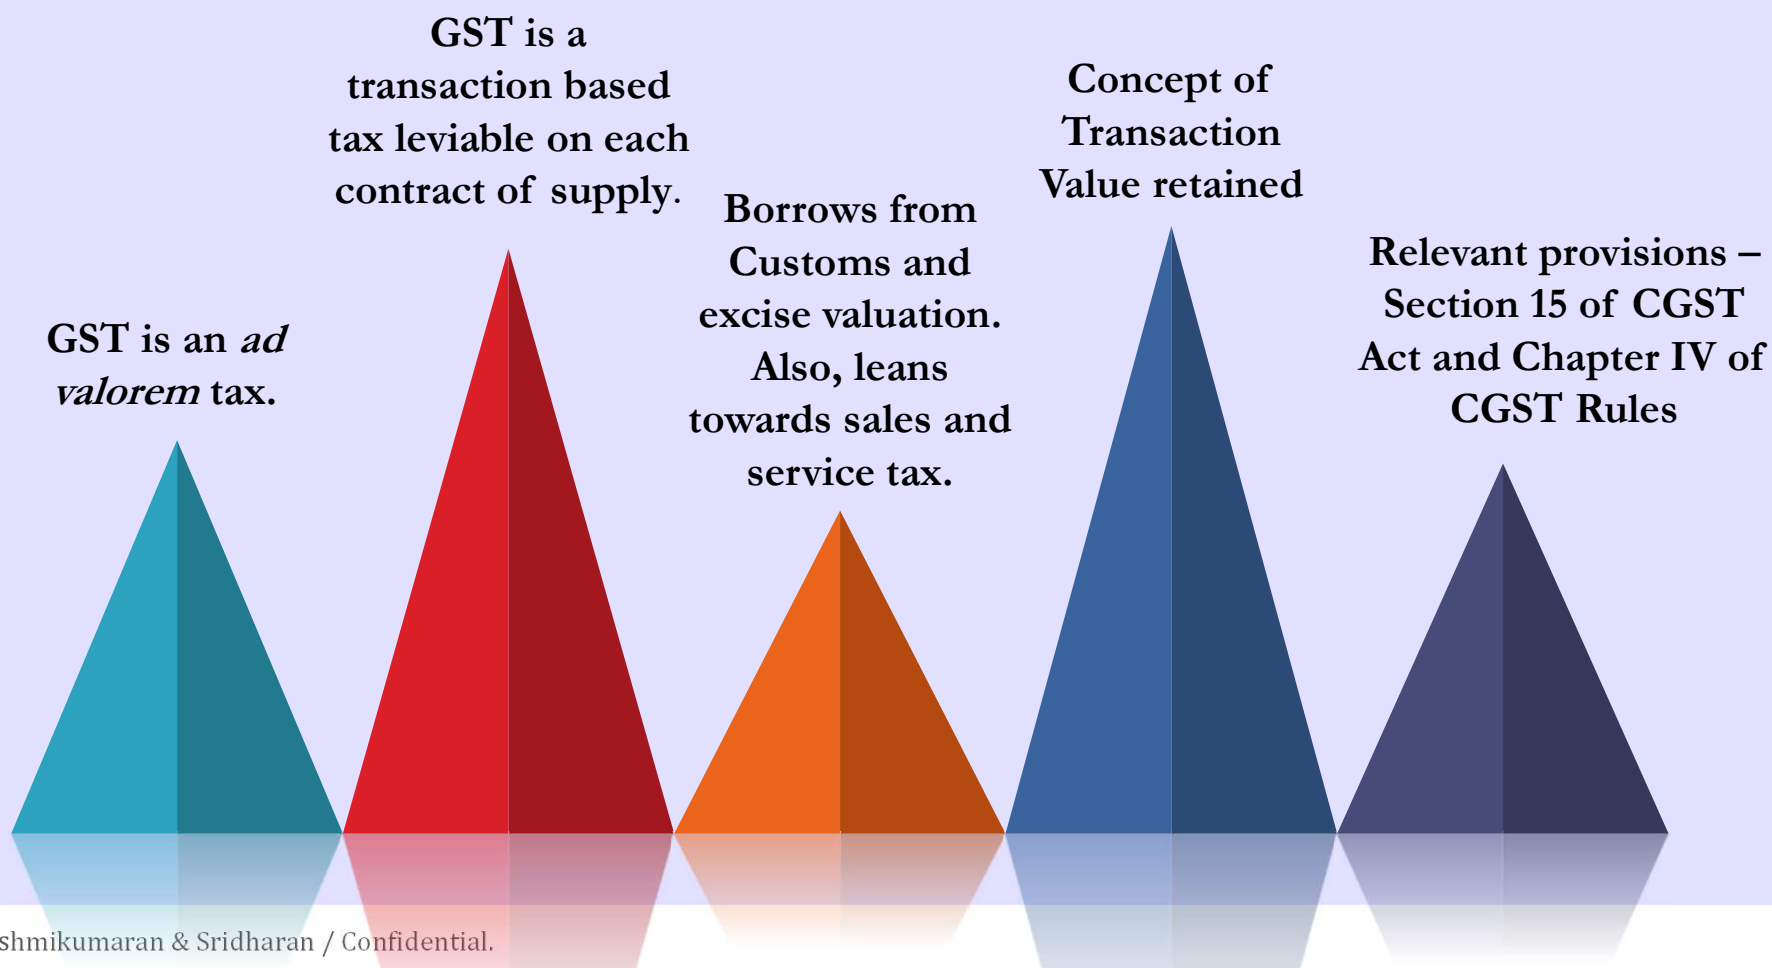 GST is an ad
valorem tax.
GST is a
transaction based
tax leviable on each
contract of supply.
Borrows from
Customs and
excise valuation.
Also, leans
towards sales and
service tax.
Concept of
Transaction
Value retained
Relevant provisions –
Section 15 of CGST
Act and Chapter IV of
CGST Rules
shmikumaran & Sridharan / Confidential.